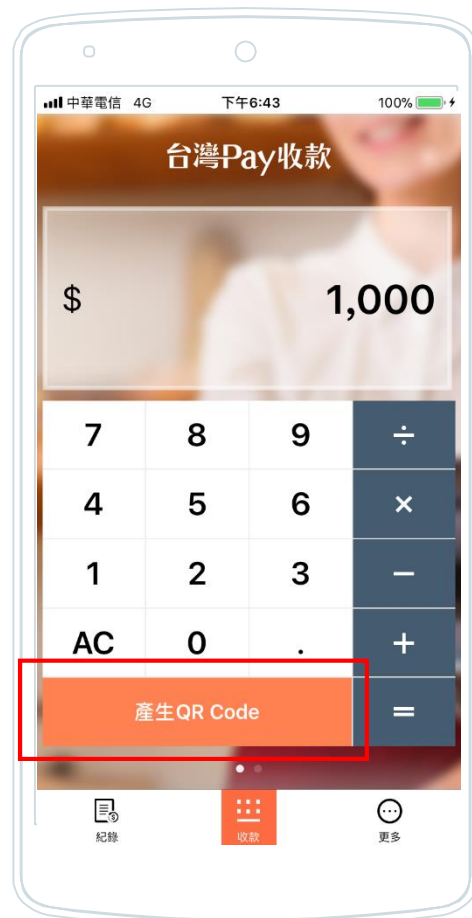 中華電信 4G 下午6:43 100%
台灣Pay收款
$ 1,000
7 8 9 ÷
4 5 6 ×
1 2 3 −
AC 0 . +
產生QR Code =
紀錄 收款 更多